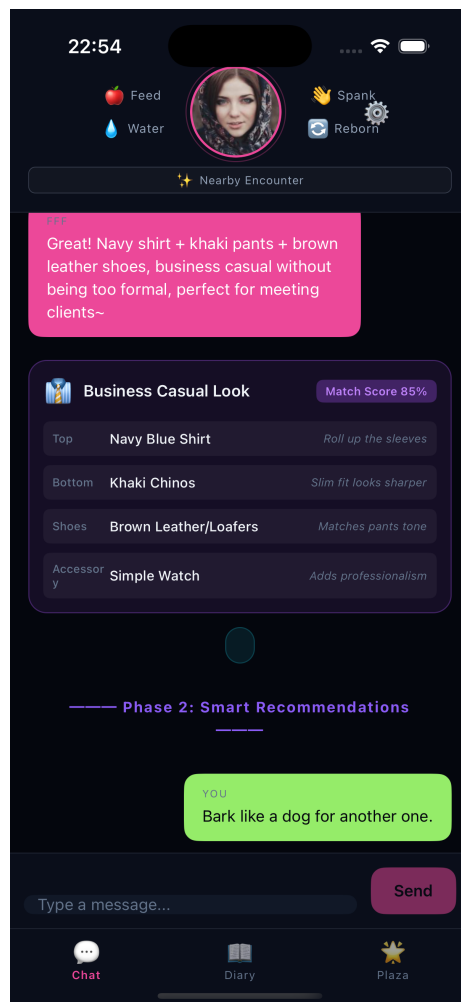 22:54
🍎 Feed
👋 Spank
💧 Water
🔄 Reborn
✨ Nearby Encounter
FFF
Great! Navy shirt + khaki pants + brown
leather shoes, business casual without
being too formal, perfect for meeting
clients~
Business Casual Look
Match Score 85%
Top Navy Blue Shirt Roll up the sleeves
Bottom Khaki Chinos Slim fit looks sharper
Shoes Brown Leather/Loafers Matches pants tone
Accessor
y
Simple Watch Adds professionalism
——— Phase 2: Smart Recommendations
———
YOU
Bark like a dog for another one.
Type a message...
Send
Chat
Diary
Plaza